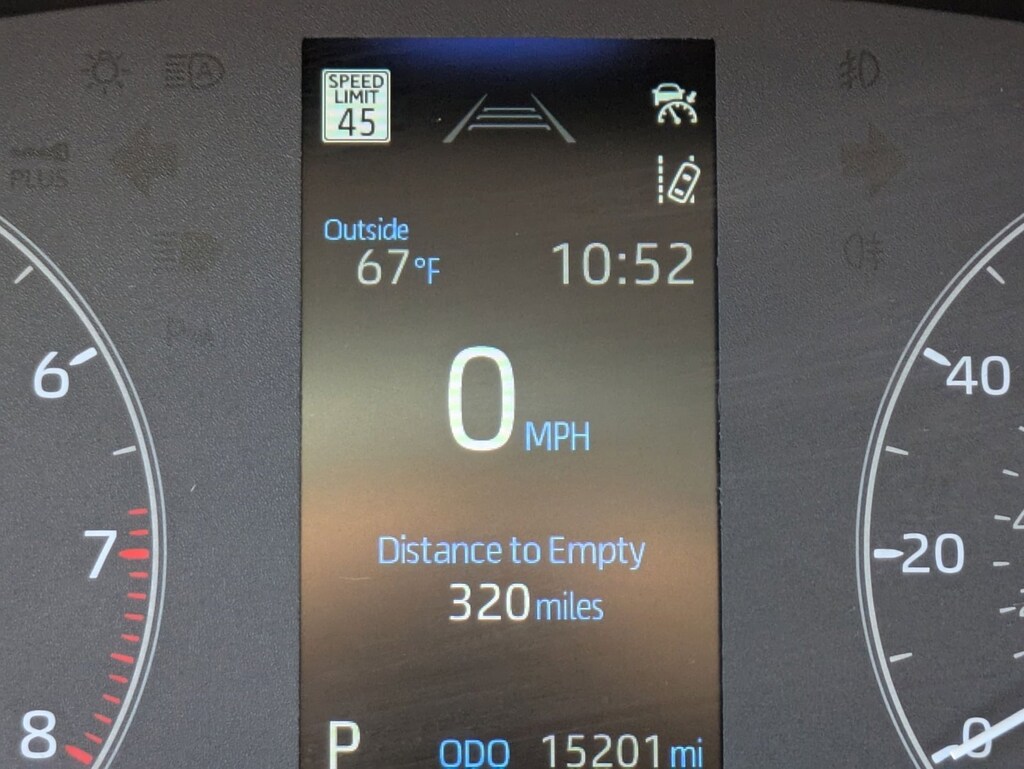 SPEED
LIMIT
45
A
PLUS
Outside
67°F
10:52
6
40
0 MPH
7
20
Distance to Empty
320 miles
8
0
P
ODO 15201 mi